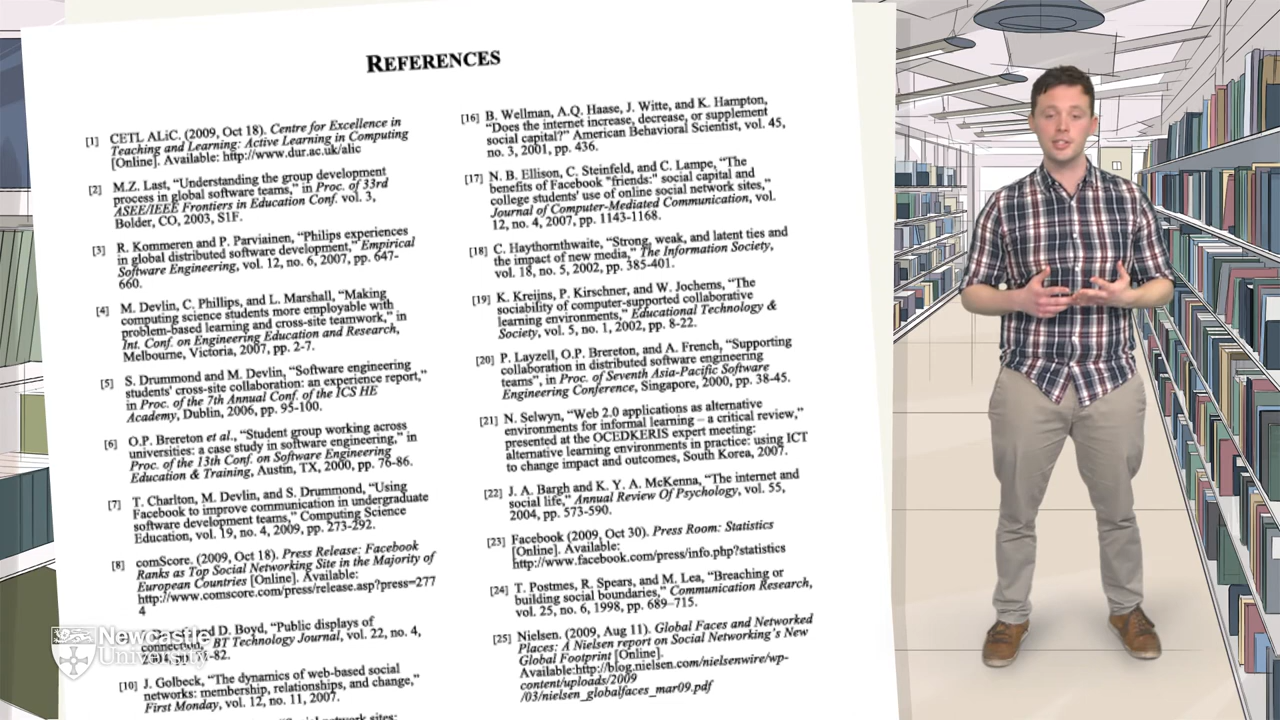 REFERENCES
[1] CETL ALiC. (2009, Oct 18). Centre for Excellence in
Teaching and Learning: Active Learning in Computing
[Online]. Available: http://www.dur.ac.uk/alic
[2] M.Z. Last, “Understanding the group development
process in global software teams,” in Proc. of 33rd
ASEE/IEEE Frontiers in Education Conf. vol. 3,
Bolder, CO, 2003, S1F.
[3] R. Kommeren and P. Parviainen, “Philips experiences
in global distributed software development,” Empirical
Software Engineering, vol. 12, no. 6, 2007, pp. 647-
660.
[4] M. Devlin, C. Phillips, and L. Marshall, “Making
computing science students more employable with
problem-based learning and cross-site teamwork,” in
Int. Conf. on Engineering Education and Research,
Melbourne, Victoria, 2007, pp. 2-7.
[5] S. Drummond and M. Devlin, “Software engineering
students' cross-site collaboration: an experience report,”
in Proc. of the 7th Annual Conf. of the ICS HE
Academy, Dublin, 2006, pp. 95-100.
[6] O.P. Brereton et al., “Student group working across
universities: a case study in software engineering,” in
Proc. of the 13th Conf. on Software Engineering
Education & Training, Austin, TX, 2000, pp. 76-86.
[7] T. Charlton, M. Devlin, and S. Drummond, “Using
Facebook to improve communication in undergraduate
software development teams,” Computing Science
Education, vol. 19, no. 4, 2009, pp. 273-292.
[8] comScore. (2009, Oct 18). Press Release: Facebook
Ranks as Top Social Networking Site in the Majority of
European Countries [Online]. Available:
http://www.comscore.com/press/release.asp?press=277
4
and D. Boyd, “Public displays of
connection,” BT Technology Journal, vol. 22, no. 4,
-82.
[10] J. Golbeck, “The dynamics of web-based social
networks: membership, relationships, and change,”
First Monday, vol. 12, no. 11, 2007.
[16] B. Wellman, A.Q. Haase, J. Witte, and K. Hampton,
“Does the internet increase, decrease, or supplement
social capital?” American Behavioral Scientist, vol. 45,
no. 3, 2001, pp. 436.
[17] N. B. Ellison, C. Steinfeld, and C. Lampe, “The
benefits of Facebook “friends:” social capital and
college students' use of online social network sites,”
Journal of Computer-Mediated Communication, vol.
12, no. 4, 2007, pp. 1143-1168.
[18] C. Haythornthwaite, “Strong, weak, and latent ties and
the impact of new media,” The Information Society,
vol. 18, no. 5, 2002, pp. 385-401.
[19] K. Kreijns, P. Kirschner, and W. Jochems, “The
sociability of computer-supported collaborative
learning environments,” Educational Technology &
Society, vol. 5, no. 1, 2002, pp. 8-22.
[20] P. Layzell, O.P. Brereton, and A. French, “Supporting
collaboration in distributed software engineering
teams”, in Proc. of Seventh Asia-Pacific Software
Engineering Conference, Singapore, 2000, pp. 38-45.
[21] N. Selwyn, “Web 2.0 applications as alternative
environments for informal learning – a critical review,”
presented at the OCEDKERIS expert meeting:
alternative learning environments in practice: using ICT
to change impact and outcomes, South Korea, 2007.
[22] J. A. Bargh and K. Y. A. McKenna, “The internet and
social life,” Annual Review Of Psychology, vol. 55,
2004, pp. 573-590.
[23] Facebook (2009, Oct 30). Press Room: Statistics
[Online]. Available:
http://www.facebook.com/press/info.php?statistics
[24] T. Postmes, R. Spears, and M. Lea, “Breaching or
building social boundaries,” Communication Research,
vol. 25, no. 6, 1998, pp. 689–715.
[25] Nielsen. (2009, Aug 11). Global Faces and Networked
Places: A Nielsen report on Social Networking's New
Global Footprint [Online].
Available:http://blog.nielsen.com/nielsenwire/wp-
content/uploads/2009
/03/nielsen_globalfaces_mar09.pdf
Newcastle
University